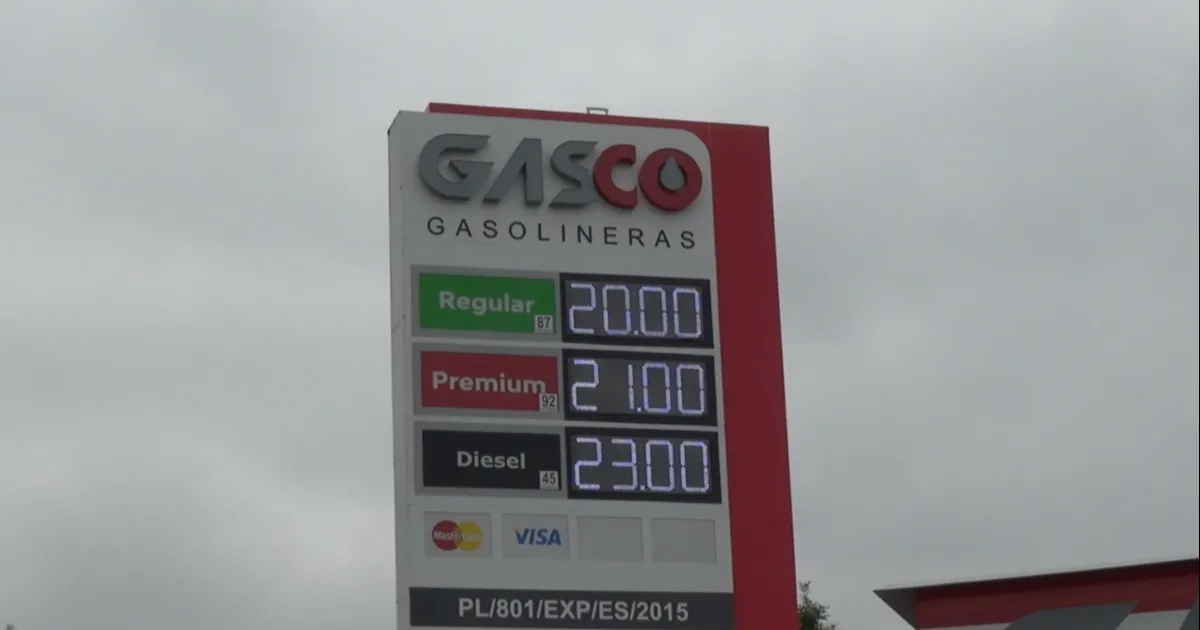 GASCO
GASOLINERAS
Regular 87 20.00
Premium 92 21.00
Diesel 45 23.00
MasterCard VISA
PL/801/EXP/ES/2015